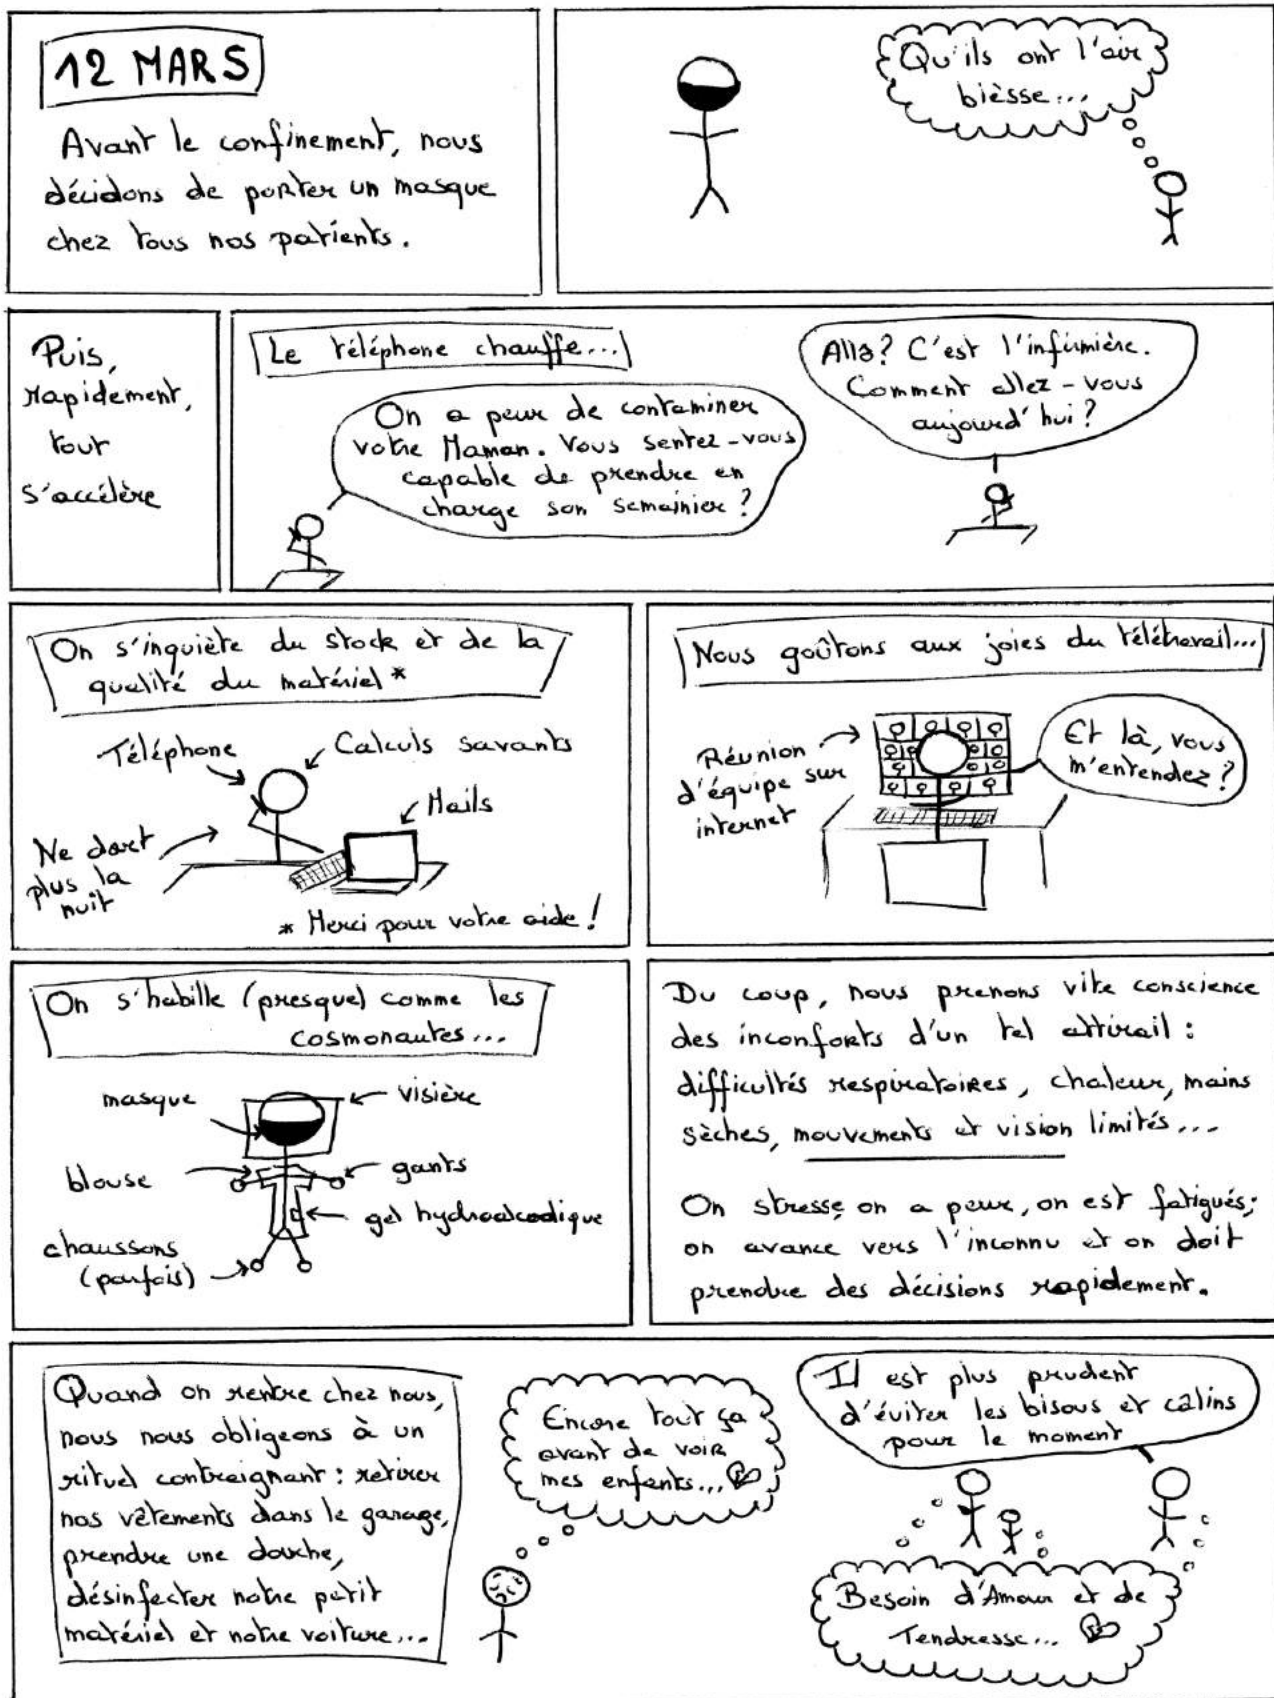 12 MARS
Avant le confinement, nous
décidons de porter un masque
chez tous nos patients.
Qu'ils ont l'air
bièsse...
Puis,
rapidement,
tout
s'accélère
Le téléphone chauffe...
On a peur de contaminer
votre Maman. Vous sentez-vous
capable de prendre en
charge son semainier ?
Allo? C'est l'infirmière.
Comment allez-vous
aujourd'hui ?
On s'inquiète du stock et de la
qualité du matériel *
Téléphone
Calculs savants
Mails
Ne dort
plus la
nuit
* Merci pour votre aide !
Nous goûtons aux joies du télétravail...
Réunion
d'équipe sur
internet
Et là, vous
m'entendez ?
On s'habille (presque) comme les
cosmonautes...
masque
visière
blouse
gants
gel hydroalcoolique
chaussons
(parfois)
Du coup, nous prenons vite conscience
des inconforts d'un tel attirail :
difficultés respiratoires, chaleur, mains
sèches, mouvements et vision limités...
On stresse, on a peur, on est fatigués;
on avance vers l'inconnu et on doit
prendre des décisions rapidement.
Quand on rentre chez nous,
nous nous obligeons à un
rituel contraignant : retirer
nos vêtements dans le garage,
prendre une douche,
désinfecter notre petit
matériel et notre voiture...
Encore tout ça
avant de voir
mes enfants...
Il est plus prudent
d'éviter les bisous et calins
pour le moment
Besoin d'Amour et de
Tendresse...